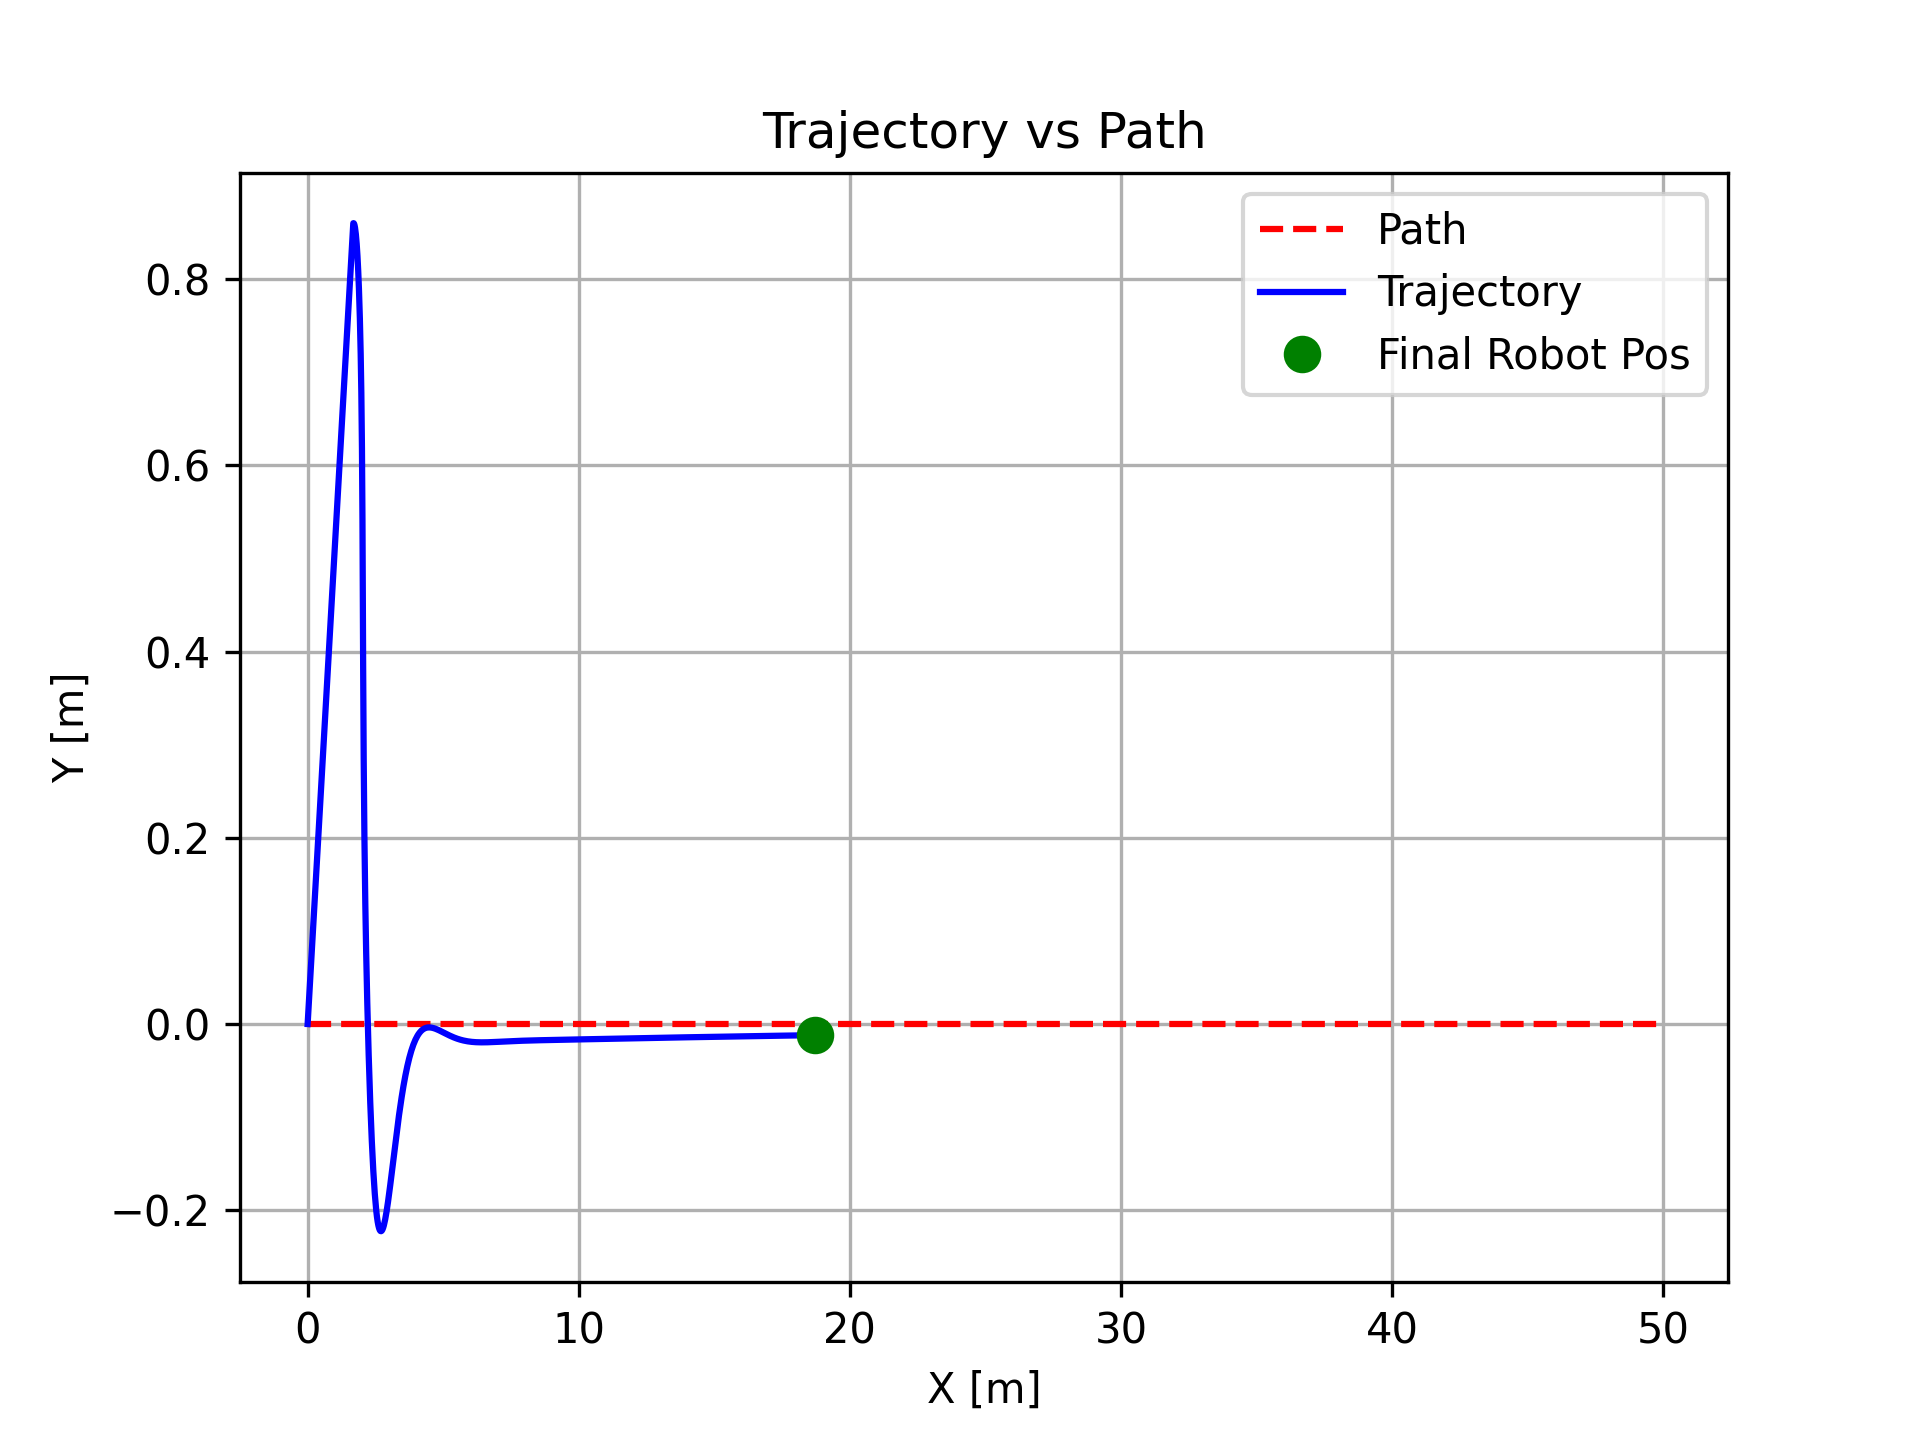 Trajectory vs Path
Path
Trajectory
Final Robot Pos
0.8
0.6
0.4
0.2
0.0
−0.2
Y [m]
0 10 20 30 40 50
X [m]